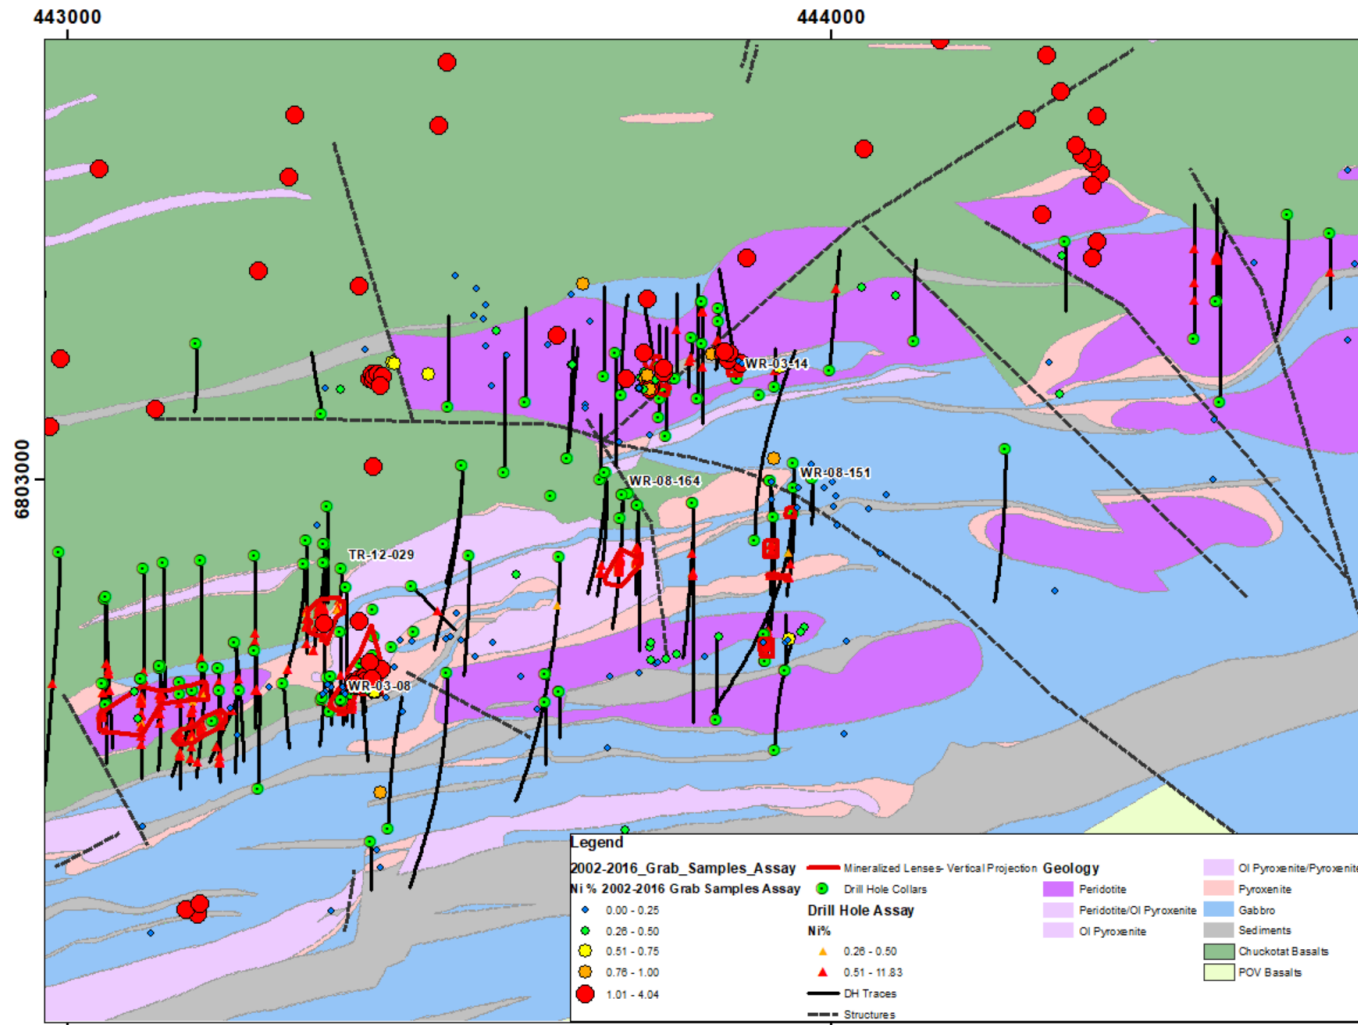 443000
444000
6803000
WR-03-14
WR-08-151
WR-08-164
TR-12-029
WR-03-08
Legend
2002-2016_Grab_Samples_Assay
Ni % 2002-2016 Grab Samples Assay
0.00 - 0.25
0.26 - 0.50
0.51 - 0.75
0.76 - 1.00
1.01 - 4.04
Mineralized Lenses- Vertical Projection
Drill Hole Collars
Drill Hole Assay
Ni%
0.26 - 0.50
0.51 - 11.83
DH Traces
Structures
Geology
Peridotite
Peridotite/Ol Pyroxenite
Ol Pyroxenite
Ol Pyroxenite/Pyroxenite
Pyroxenite
Gabbro
Sediments
Chuckotat Basalts
POV Basalts